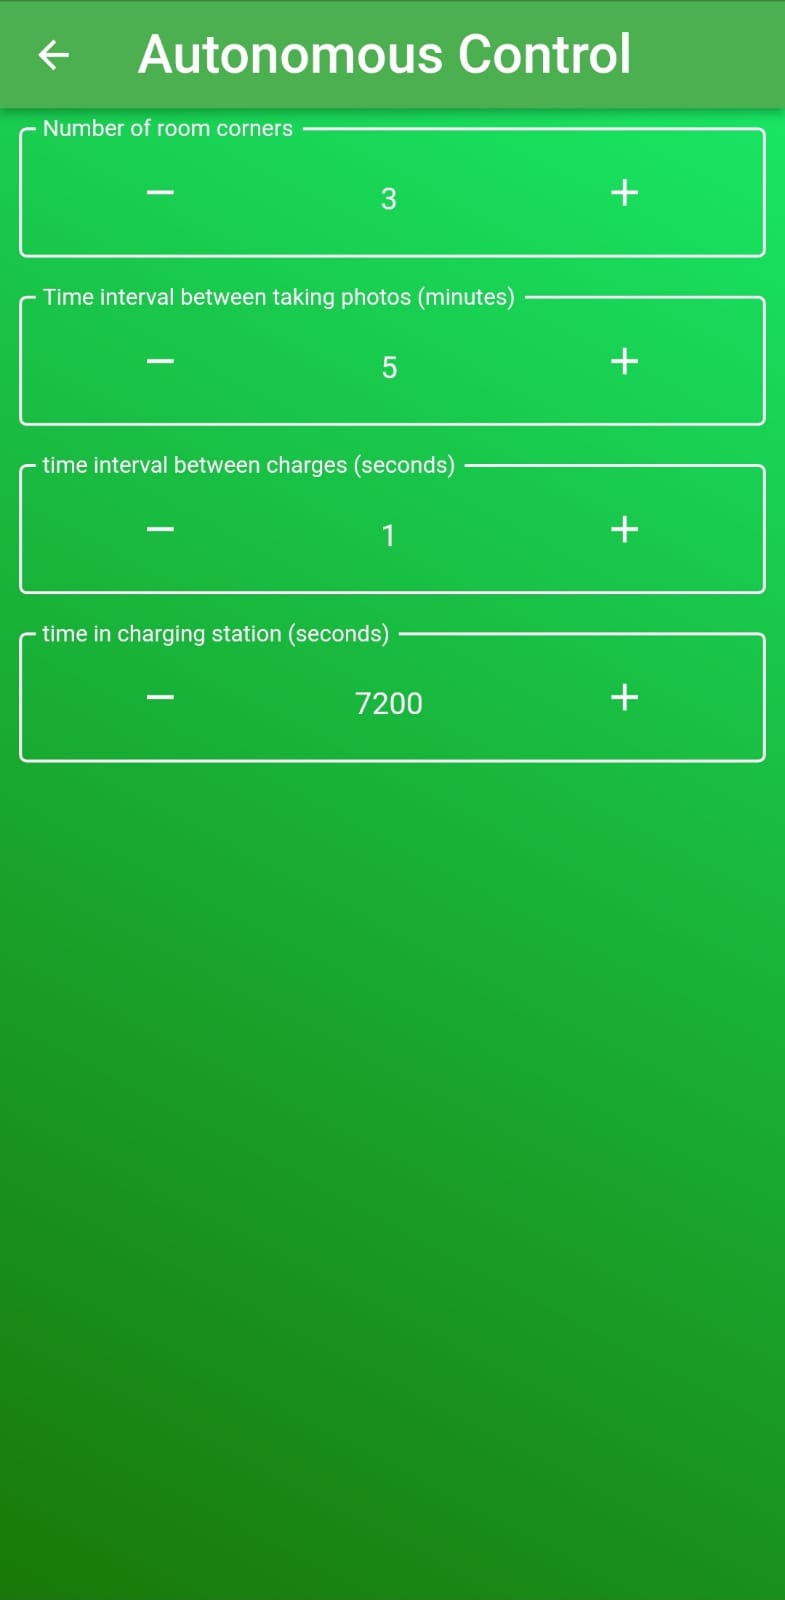 Autonomous Control
Number of room corners
3
Time interval between taking photos (minutes)
5
time interval between charges (seconds)
1
time in charging station (seconds)
7200